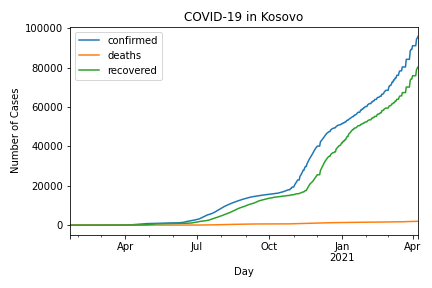 COVID-19 in Kosovo
confirmed
deaths
recovered
Number of Cases
100000
80000
60000
40000
20000
0
Apr
Jul
Oct
Jan
2021
Apr
Day